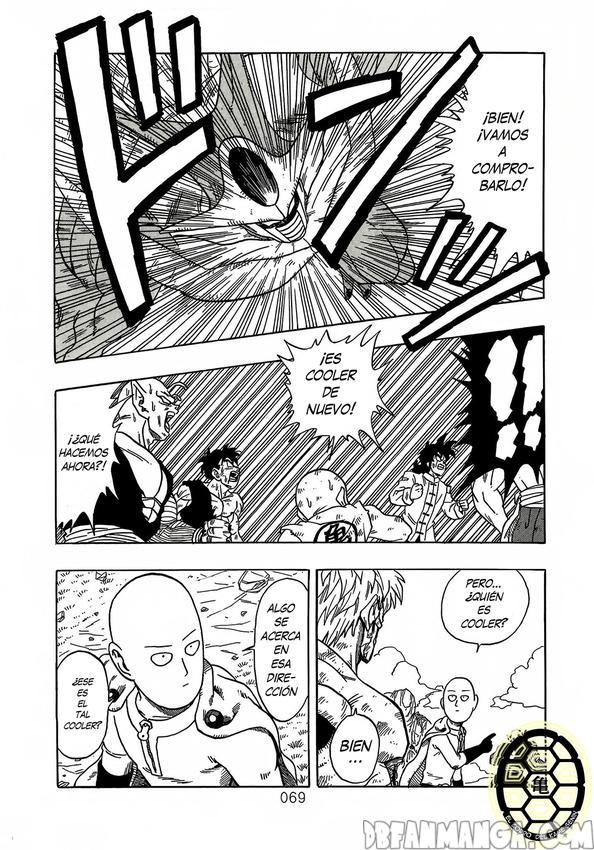 ドン
¡BIEN!
¡VAMOS
A
COMPRO-
BARLO!
¡ES
COOLER
DE
NUEVO!
¿QUÉ
HACEMOS
AHORA?!
!!
ALGO
SE
ACERCA
EN
ESA
DIRECCIÓN
¿ESE
ES
EL
TAL
COOLER?
PERO...
¿QUIÉN
ES
COOLER?
BIEN...
亀
069
DBFANMANGA.COM